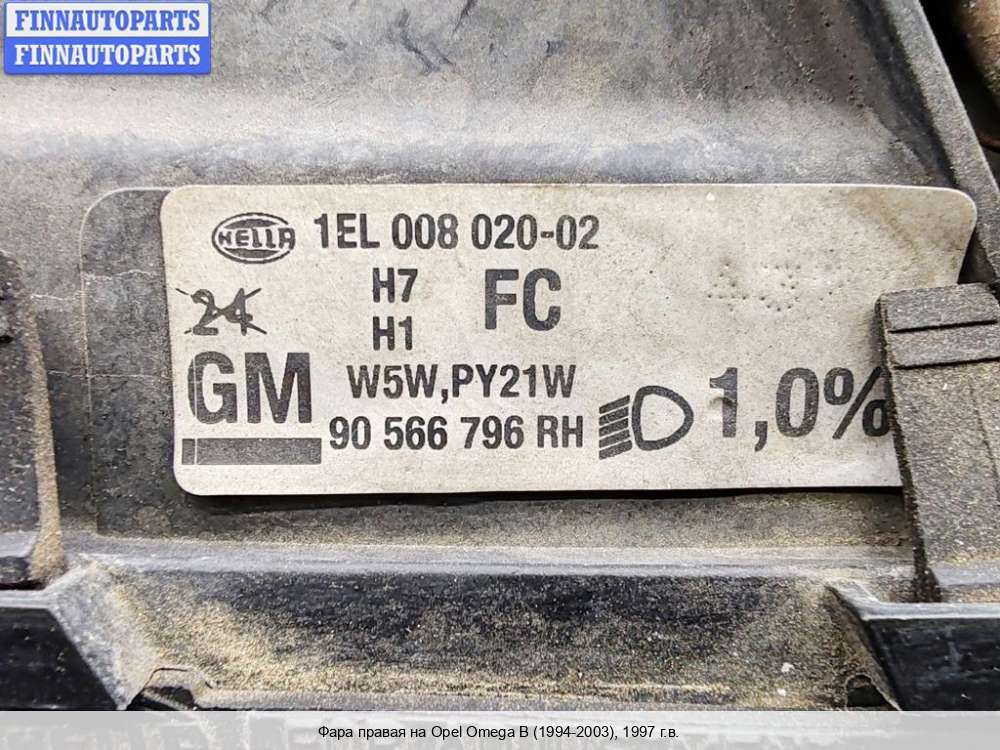 FINNAUTOPARTS
FINNAUTOPARTS
HELLA 1EL 008 020-02
24 H7 FC
H1
GM W5W,PY21W
90 566 796 RH 1,0%
Фара правая на Opel Omega B (1994-2003), 1997 г.в.